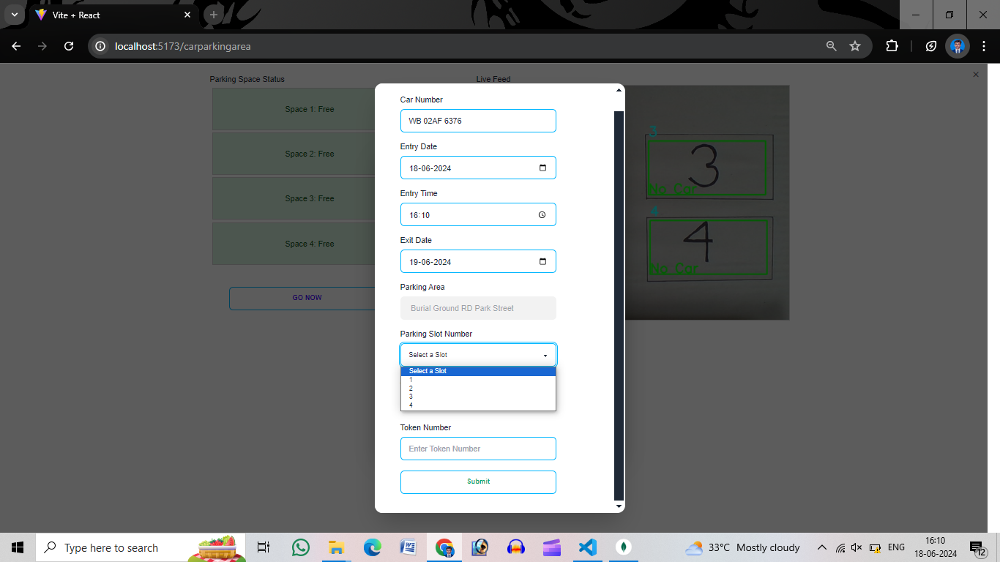 Vite + React
localhost:5173/carparkingarea
Parking Space Status
Space 1: Free
Space 2: Free
Space 3: Free
Space 4: Free
GO NOW
Live Feed
3
3
No Car
4
4
No Car
Car Number
WB 02AF 6376
Entry Date
18-06-2024
Entry Time
16:10
Exit Date
19-06-2024
Parking Area
Burial Ground RD Park Street
Parking Slot Number
Select a Slot
Select a Slot
1
2
3
4
Token Number
Enter Token Number
Submit
Type here to search
33°C Mostly cloudy
ENG
16:10
18-06-2024
12